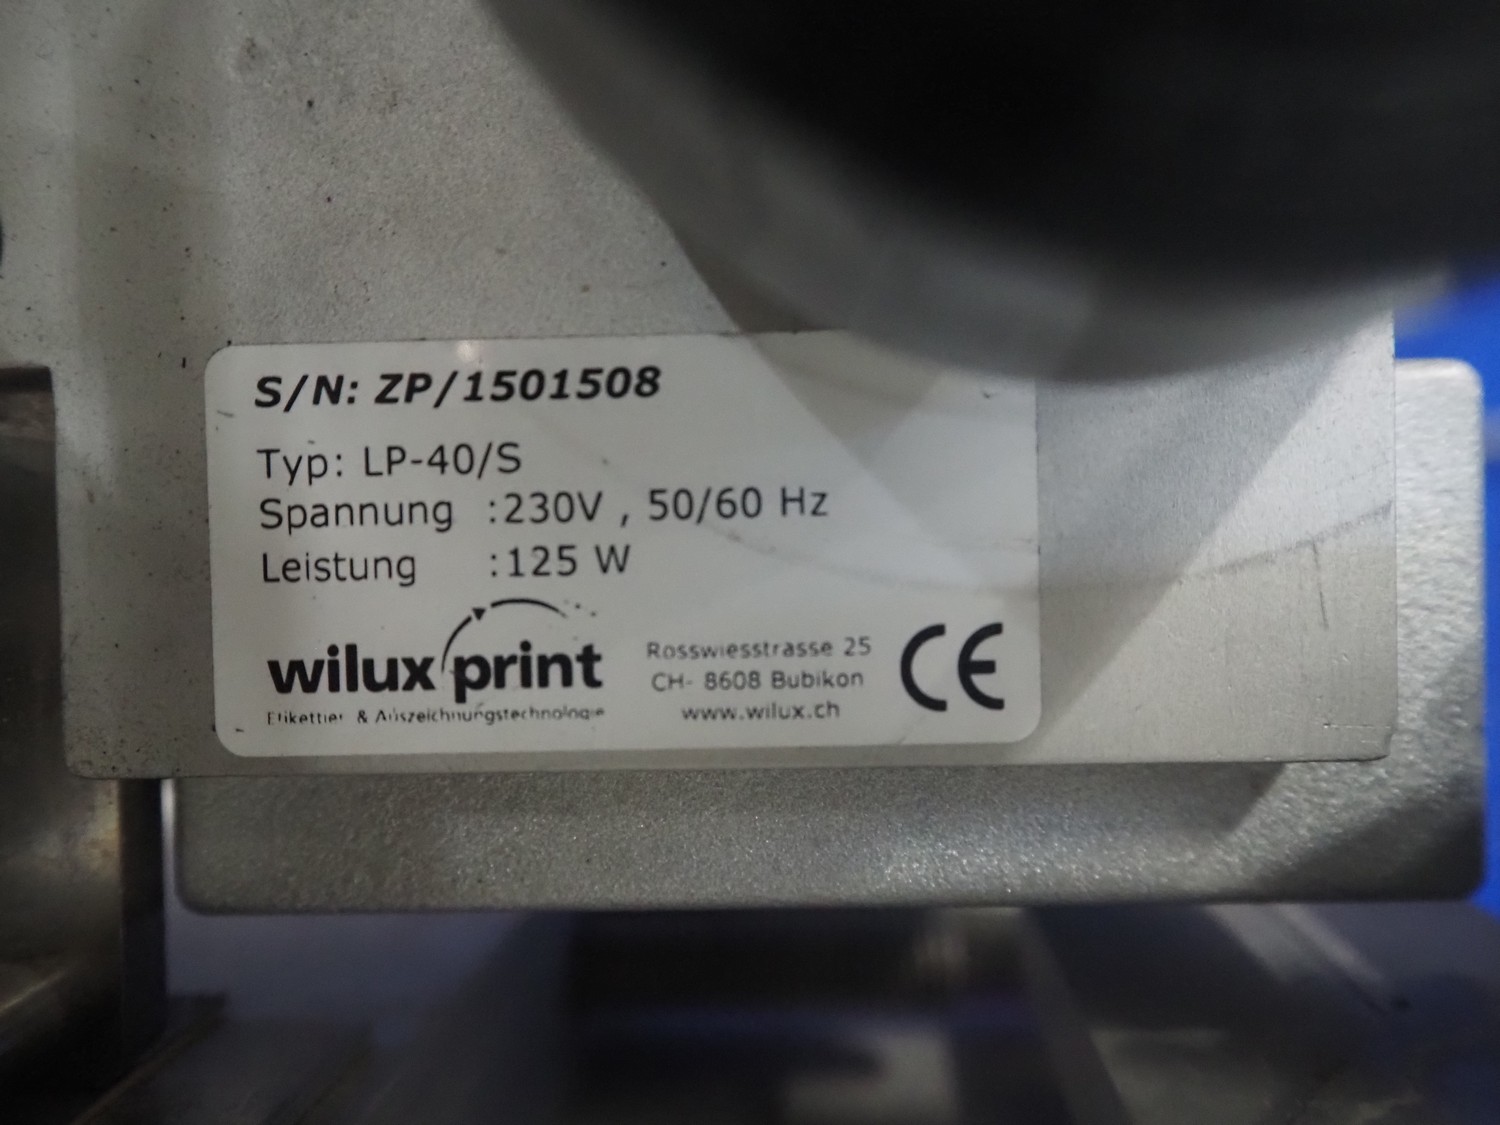 S/N: ZP/1501508
Typ: LP-40/S
Spannung :230V , 50/60 Hz
Leistung :125 W
wilux print
Etikettier & Auszeichnungstechnologie
Rosswiesstrasse 25
CH- 8608 Bubikon
www.wilux.ch
CE